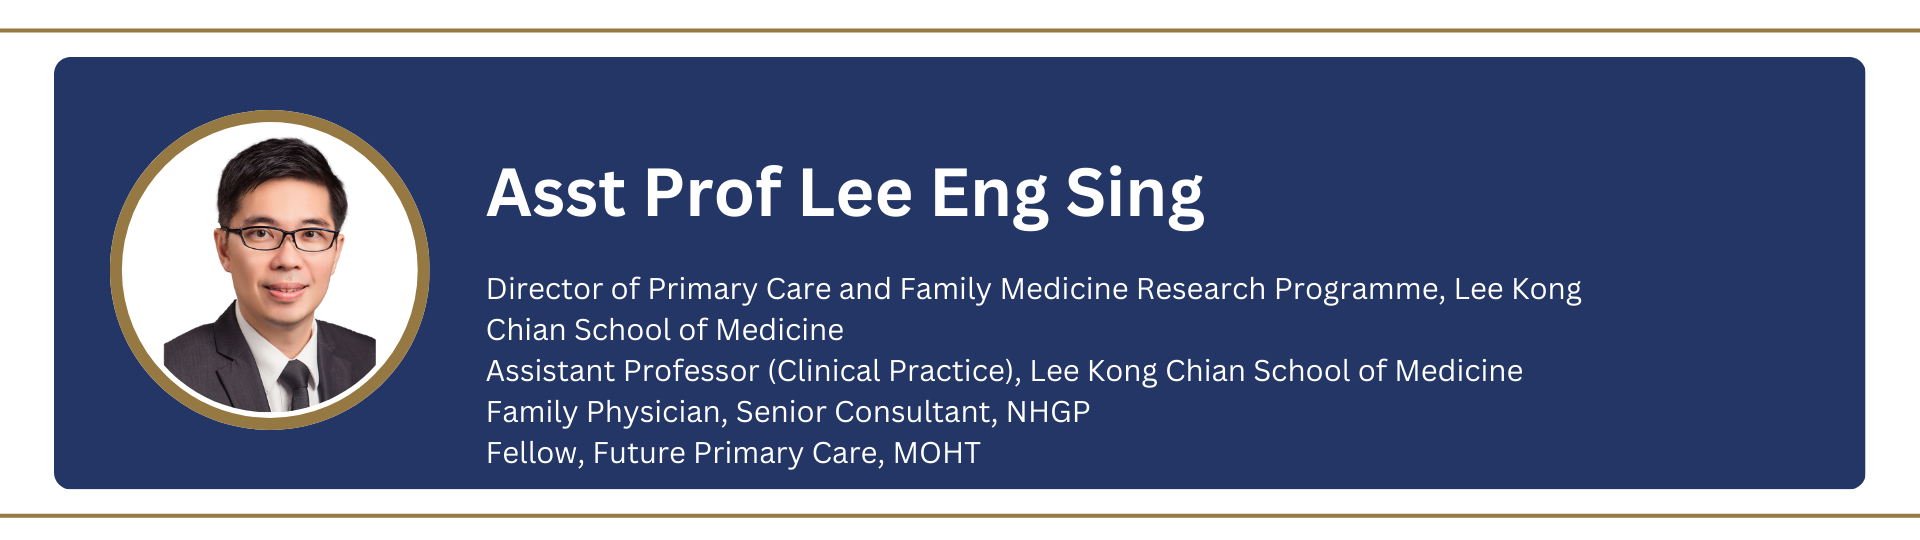 Asst Prof Lee Eng Sing
Director of Primary Care and Family Medicine Research Programme, Lee Kong
Chian School of Medicine
Assistant Professor (Clinical Practice), Lee Kong Chian School of Medicine
Family Physician, Senior Consultant, NHGP
Fellow, Future Primary Care, MOHT